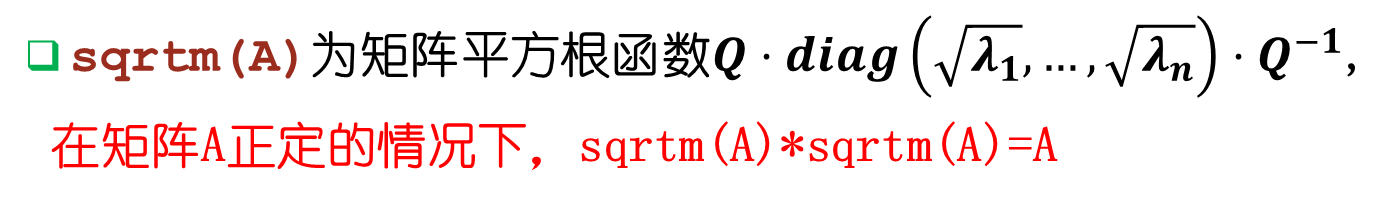 ❑ sqrtm(A)为矩阵平方根函数𝑸 · 𝒅𝒊𝒂𝒈(√𝝀₁, … , √𝝀ₙ) · 𝑸⁻¹,
在矩阵A正定的情况下，sqrtm(A)*sqrtm(A)=A